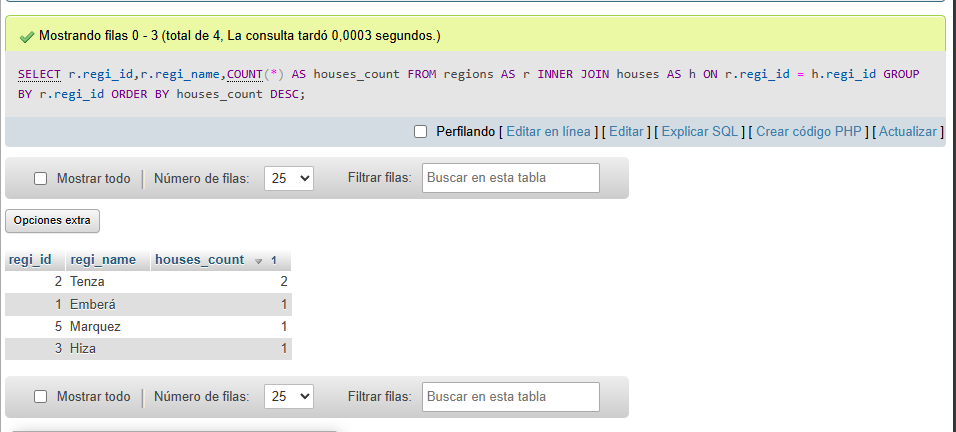 Mostrando filas 0 - 3 (total de 4, La consulta tardó 0,0003 segundos.)
SELECT r.regi_id,r.regi_name,COUNT(*) AS houses_count FROM regions AS r INNER JOIN houses AS h ON r.regi_id = h.regi_id GROUP
BY r.regi_id ORDER BY houses_count DESC;
Perfilando [ Editar en línea ] [ Editar ] [ Explicar SQL ] [ Crear código PHP ] [ Actualizar ]
Mostrar todo | Número de filas: 25 Filtrar filas: Buscar en esta tabla
Opciones extra
regi_id regi_name houses_count 1
2 Tenza 2
1 Emberá 1
5 Marquez 1
3 Hiza 1
Mostrar todo | Número de filas: 25 Filtrar filas: Buscar en esta tabla